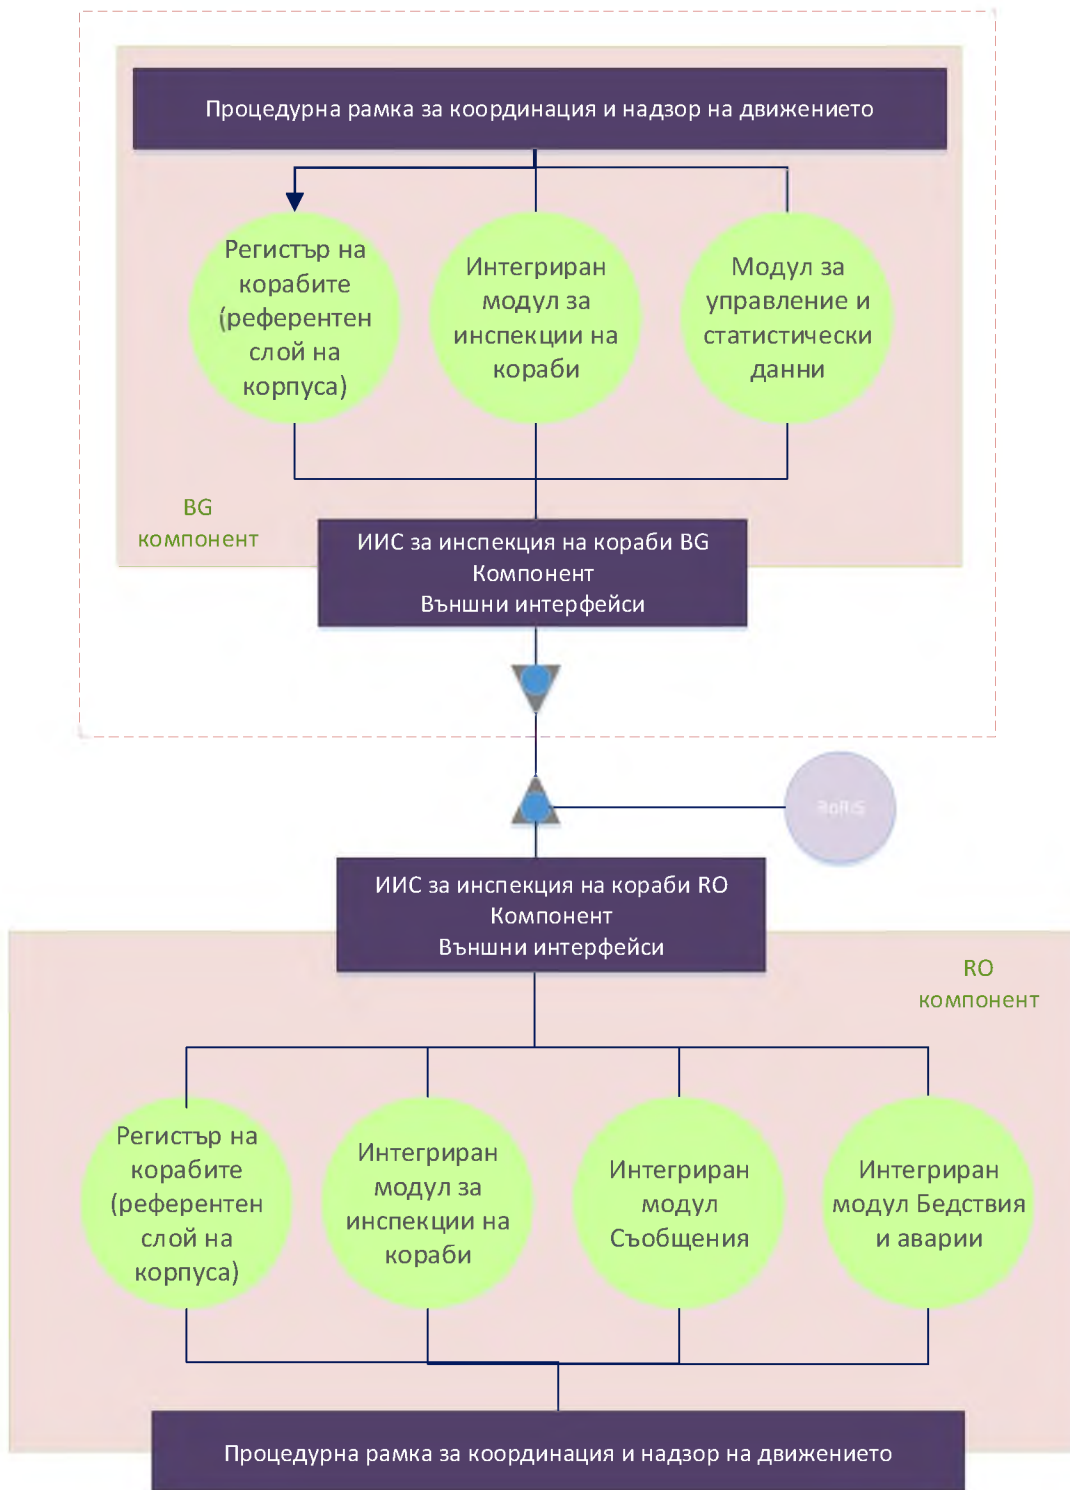 Процедурна рамка за координация и надзор на движението
Регистър на
корабите
(референтен
слой на
корпуса)
Интегриран
модул за
инспекции на
кораби
Модул за
управление и
статистически
данни
BG
компонент
ИИС за инспекция на кораби BG
Компонент
Външни интерфейси
RoRIS
ИИС за инспекция на кораби RO
Компонент
Външни интерфейси
RO
компонент
Регистър на
корабите
(референтен
слой на
корпуса)
Интегриран
модул за
инспекции на
кораби
Интегриран
модул
Съобщения
Интегриран
модул Бедствия
и аварии
Процедурна рамка за координация и надзор на движението